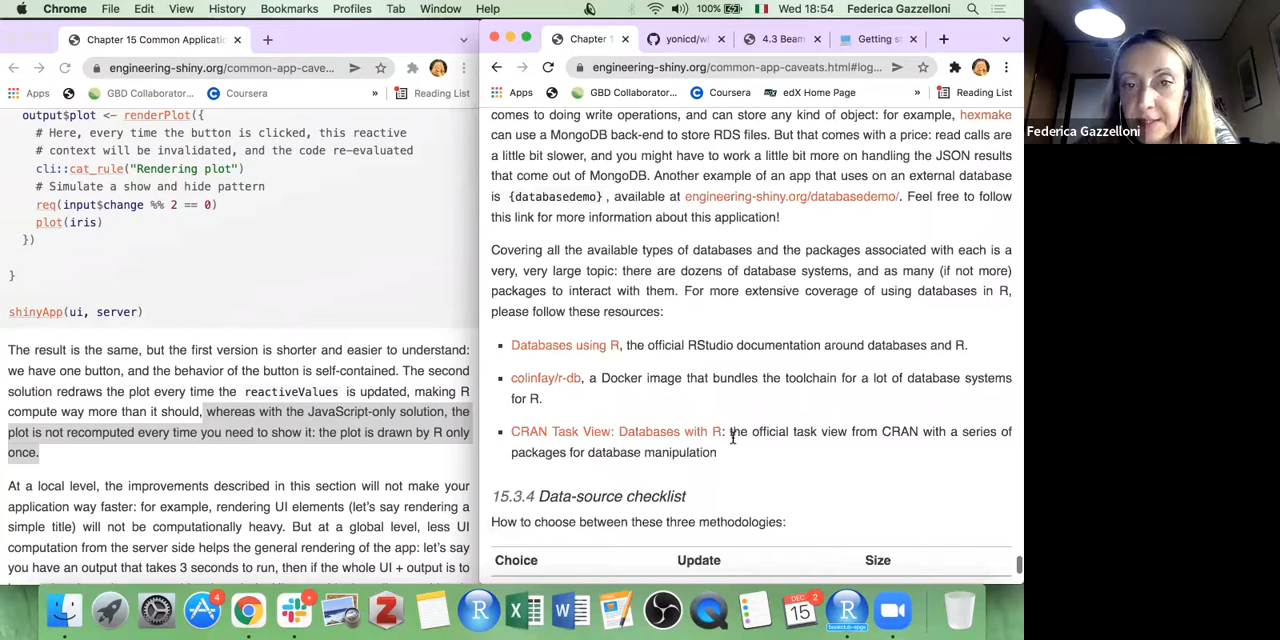 Chrome File Edit View History Bookmarks Profiles Tab Window Help 100% Wed 18:54 Federica Gazzelloni
Chapter 15 Common Applicatio
engineering-shiny.org/common-app-cave...
Apps GBD Collaborator... Coursera » Reading List
output$plot <- renderPlot({
# Here, every time the button is clicked, this reactive
# context will be invalidated, and the code re-evaluated
cli::cat_rule("Rendering plot")
# Simulate a show and hide pattern
req(input$change %% 2 == 0)
plot(iris)
})
}
shinyApp(ui, server)
The result is the same, but the first version is shorter and easier to understand:
we have one button, and the behavior of the button is self-contained. The second
solution redraws the plot every time the reactiveValues is updated, making R
compute way more than it should, whereas with the JavaScript-only solution, the
plot is not recomputed every time you need to show it: the plot is drawn by R only
once.
At a local level, the improvements described in this section will not make your
application way faster: for example, rendering UI elements (let's say rendering a
simple title) will not be computationally heavy. But at a global level, less UI
computation from the server side helps the general rendering of the app: let's say
you have an output that takes 3 seconds to run, then if the whole UI + output is to
Chapter 1 yonicd/w 4.3 Beam Getting st
engineering-shiny.org/common-app-caveats.html#log...
Apps GBD Collaborator... Coursera edX Home Page » Reading List
comes to doing write operations, and can store any kind of object: for example, hexmake
can use a MongoDB back-end to store RDS files. But that comes with a price: read calls are
a little bit slower, and you might have to work a little bit more on handling the JSON results
that come out of MongoDB. Another example of an app that uses on an external database
is {databasedemo}, available at engineering-shiny.org/databasedemo/. Feel free to follow
this link for more information about this application!
Covering all the available types of databases and the packages associated with each is a
very, very large topic: there are dozens of database systems, and as many (if not more)
packages to interact with them. For more extensive coverage of using databases in R,
please follow these resources:
Databases using R, the official RStudio documentation around databases and R.
colinfay/r-db, a Docker image that bundles the toolchain for a lot of database systems
for R.
CRAN Task View: Databases with R: the official task view from CRAN with a series of
packages for database manipulation
15.3.4 Data-source checklist
How to choose between these three methodologies:
Choice Update Size
Federica Gazzelloni
4
DEC 2
15